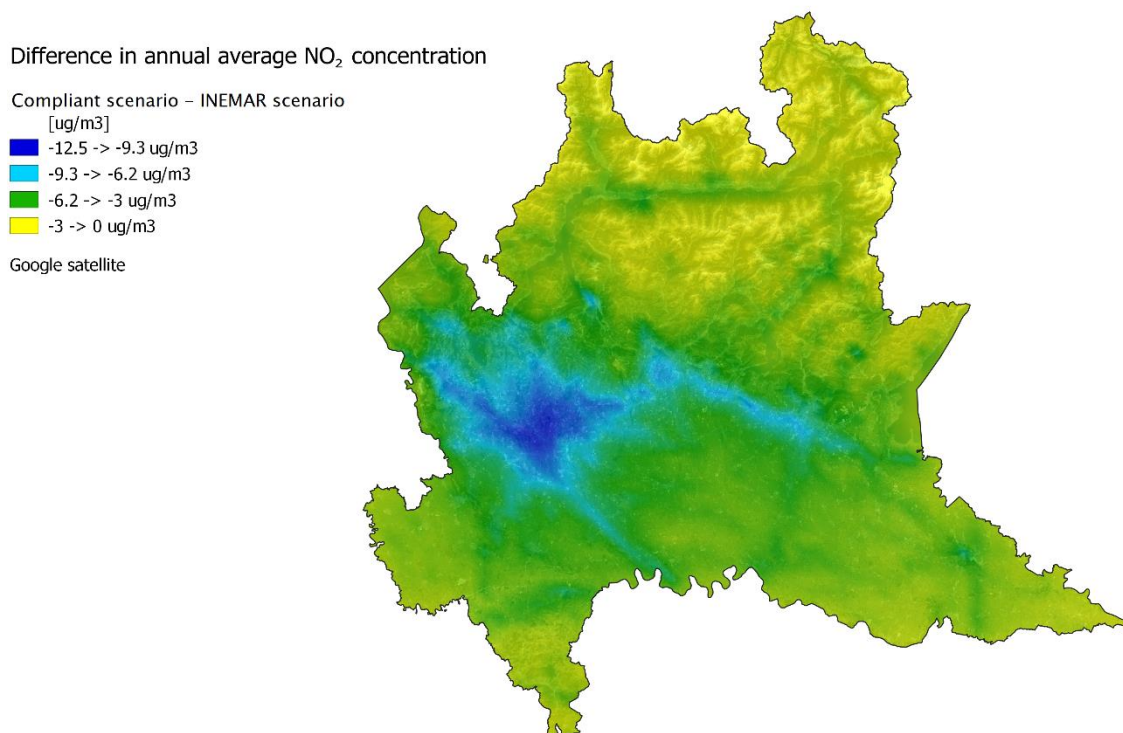 Difference in annual average NO₂ concentration
Compliant scenario – INEMAR scenario
[ug/m3]
-12.5 -> -9.3 ug/m3
-9.3 -> -6.2 ug/m3
-6.2 -> -3 ug/m3
-3 -> 0 ug/m3
Google satellite